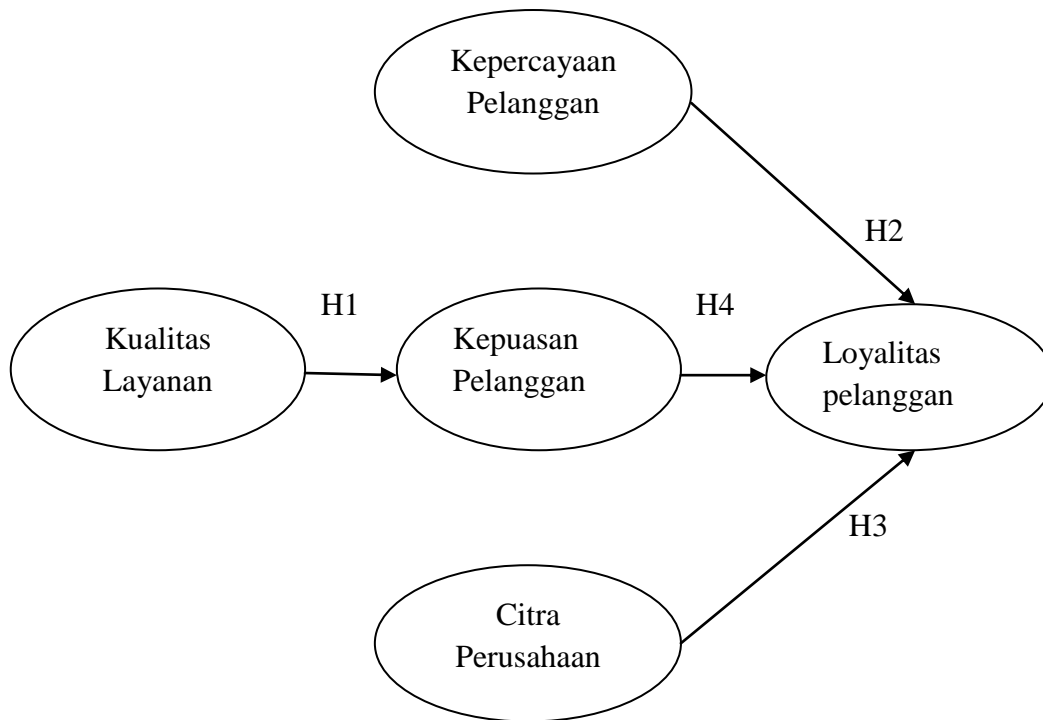 Kepercayaan
Pelanggan
H2
H1
H4
Kualitas
Layanan
Kepuasan
Pelanggan
Loyalitas
pelanggan
H3
Citra
Perusahaan